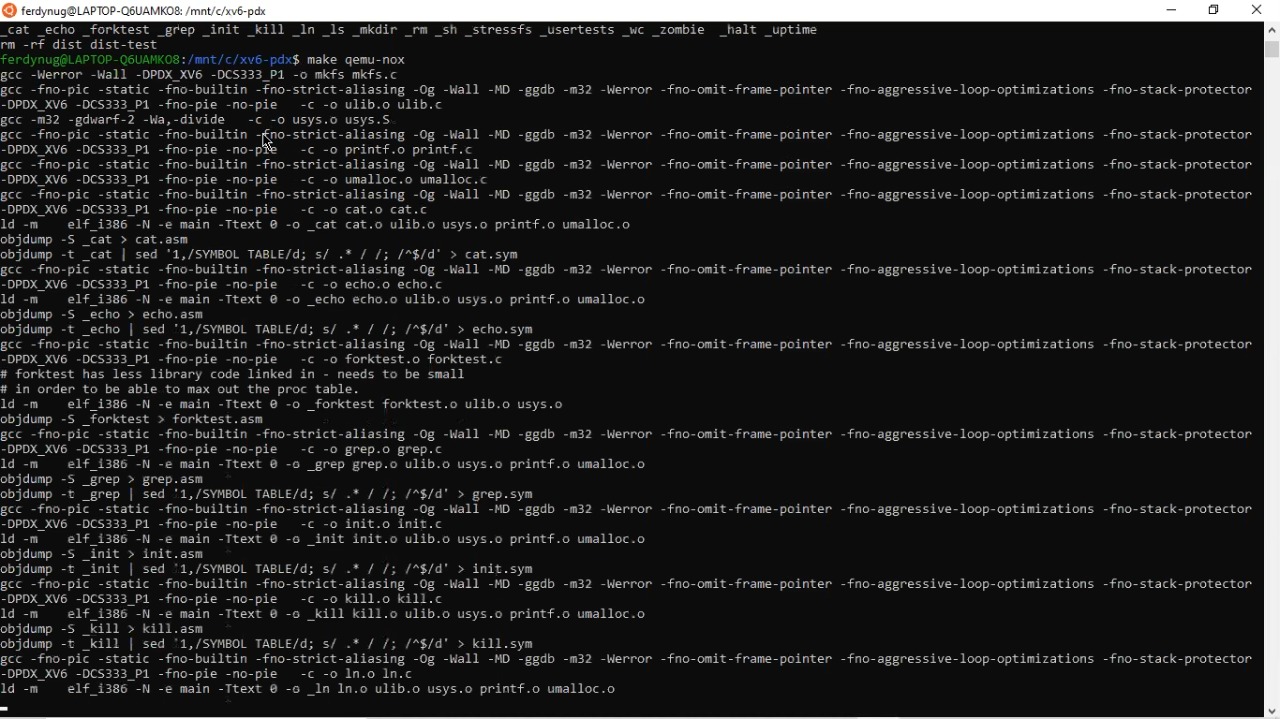 ferdynug@LAPTOP-Q6UAMKO8: /mnt/c/xv6-pdx
_cat _echo _forktest _grep _init _kill _ln _ls _mkdir _rm _sh _stressfs _usertests _wc _zombie _halt _uptime
rm -rf dist dist-test
ferdynug@LAPTOP-Q6UAMKO8:/mnt/c/xv6-pdx$ make qemu-nox
gcc -Werror -Wall -DPDX_XV6 -DCS333_P1 -o mkfs mkfs.c
gcc -fno-pic -static -fno-builtin -fno-strict-aliasing -Og -Wall -MD -ggdb -m32 -Werror -fno-omit-frame-pointer -fno-aggressive-loop-optimizations -fno-stack-protector
-DPDX_XV6 -DCS333_P1 -fno-pie -no-pie   -c -o ulib.o ulib.c
gcc -m32 -gdwarf-2 -Wa,-divide   -c -o usys.o usys.S
gcc -fno-pic -static -fno-builtin -fno-strict-aliasing -Og -Wall -MD -ggdb -m32 -Werror -fno-omit-frame-pointer -fno-aggressive-loop-optimizations -fno-stack-protector
-DPDX_XV6 -DCS333_P1 -fno-pie -no-pie   -c -o printf.o printf.c
gcc -fno-pic -static -fno-builtin -fno-strict-aliasing -Og -Wall -MD -ggdb -m32 -Werror -fno-omit-frame-pointer -fno-aggressive-loop-optimizations -fno-stack-protector
-DPDX_XV6 -DCS333_P1 -fno-pie -no-pie   -c -o umalloc.o umalloc.c
gcc -fno-pic -static -fno-builtin -fno-strict-aliasing -Og -Wall -MD -ggdb -m32 -Werror -fno-omit-frame-pointer -fno-aggressive-loop-optimizations -fno-stack-protector
-DPDX_XV6 -DCS333_P1 -fno-pie -no-pie   -c -o cat.o cat.c
ld -m    elf_i386 -N -e main -Ttext 0 -o _cat cat.o ulib.o usys.o printf.o umalloc.o
objdump -S _cat > cat.asm
objdump -t _cat | sed '1,/SYMBOL TABLE/d; s/ .* / /; /^$/d' > cat.sym
gcc -fno-pic -static -fno-builtin -fno-strict-aliasing -Og -Wall -MD -ggdb -m32 -Werror -fno-omit-frame-pointer -fno-aggressive-loop-optimizations -fno-stack-protector
-DPDX_XV6 -DCS333_P1 -fno-pie -no-pie   -c -o echo.o echo.c
ld -m    elf_i386 -N -e main -Ttext 0 -o _echo echo.o ulib.o usys.o printf.o umalloc.o
objdump -S _echo > echo.asm
objdump -t _echo | sed '1,/SYMBOL TABLE/d; s/ .* / /; /^$/d' > echo.sym
gcc -fno-pic -static -fno-builtin -fno-strict-aliasing -Og -Wall -MD -ggdb -m32 -Werror -fno-omit-frame-pointer -fno-aggressive-loop-optimizations -fno-stack-protector
-DPDX_XV6 -DCS333_P1 -fno-pie -no-pie   -c -o forktest.o forktest.c
# forktest has less library code linked in - needs to be small
# in order to be able to max out the proc table.
ld -m    elf_i386 -N -e main -Ttext 0 -o _forktest forktest.o ulib.o usys.o
objdump -S _forktest > forktest.asm
gcc -fno-pic -static -fno-builtin -fno-strict-aliasing -Og -Wall -MD -ggdb -m32 -Werror -fno-omit-frame-pointer -fno-aggressive-loop-optimizations -fno-stack-protector
-DPDX_XV6 -DCS333_P1 -fno-pie -no-pie   -c -o grep.o grep.c
ld -m    elf_i386 -N -e main -Ttext 0 -o _grep grep.o ulib.o usys.o printf.o umalloc.o
objdump -S _grep > grep.asm
objdump -t _grep | sed '1,/SYMBOL TABLE/d; s/ .* / /; /^$/d' > grep.sym
gcc -fno-pic -static -fno-builtin -fno-strict-aliasing -Og -Wall -MD -ggdb -m32 -Werror -fno-omit-frame-pointer -fno-aggressive-loop-optimizations -fno-stack-protector
-DPDX_XV6 -DCS333_P1 -fno-pie -no-pie   -c -o init.o init.c
ld -m    elf_i386 -N -e main -Ttext 0 -o _init init.o ulib.o usys.o printf.o umalloc.o
objdump -S _init > init.asm
objdump -t _init | sed '1,/SYMBOL TABLE/d; s/ .* / /; /^$/d' > init.sym
gcc -fno-pic -static -fno-builtin -fno-strict-aliasing -Og -Wall -MD -ggdb -m32 -Werror -fno-omit-frame-pointer -fno-aggressive-loop-optimizations -fno-stack-protector
-DPDX_XV6 -DCS333_P1 -fno-pie -no-pie   -c -o kill.o kill.c
ld -m    elf_i386 -N -e main -Ttext 0 -o _kill kill.o ulib.o usys.o printf.o umalloc.o
objdump -S _kill > kill.asm
objdump -t _kill | sed '1,/SYMBOL TABLE/d; s/ .* / /; /^$/d' > kill.sym
gcc -fno-pic -static -fno-builtin -fno-strict-aliasing -Og -Wall -MD -ggdb -m32 -Werror -fno-omit-frame-pointer -fno-aggressive-loop-optimizations -fno-stack-protector
-DPDX_XV6 -DCS333_P1 -fno-pie -no-pie   -c -o ln.o ln.c
ld -m    elf_i386 -N -e main -Ttext 0 -o _ln ln.o ulib.o usys.o printf.o umalloc.o